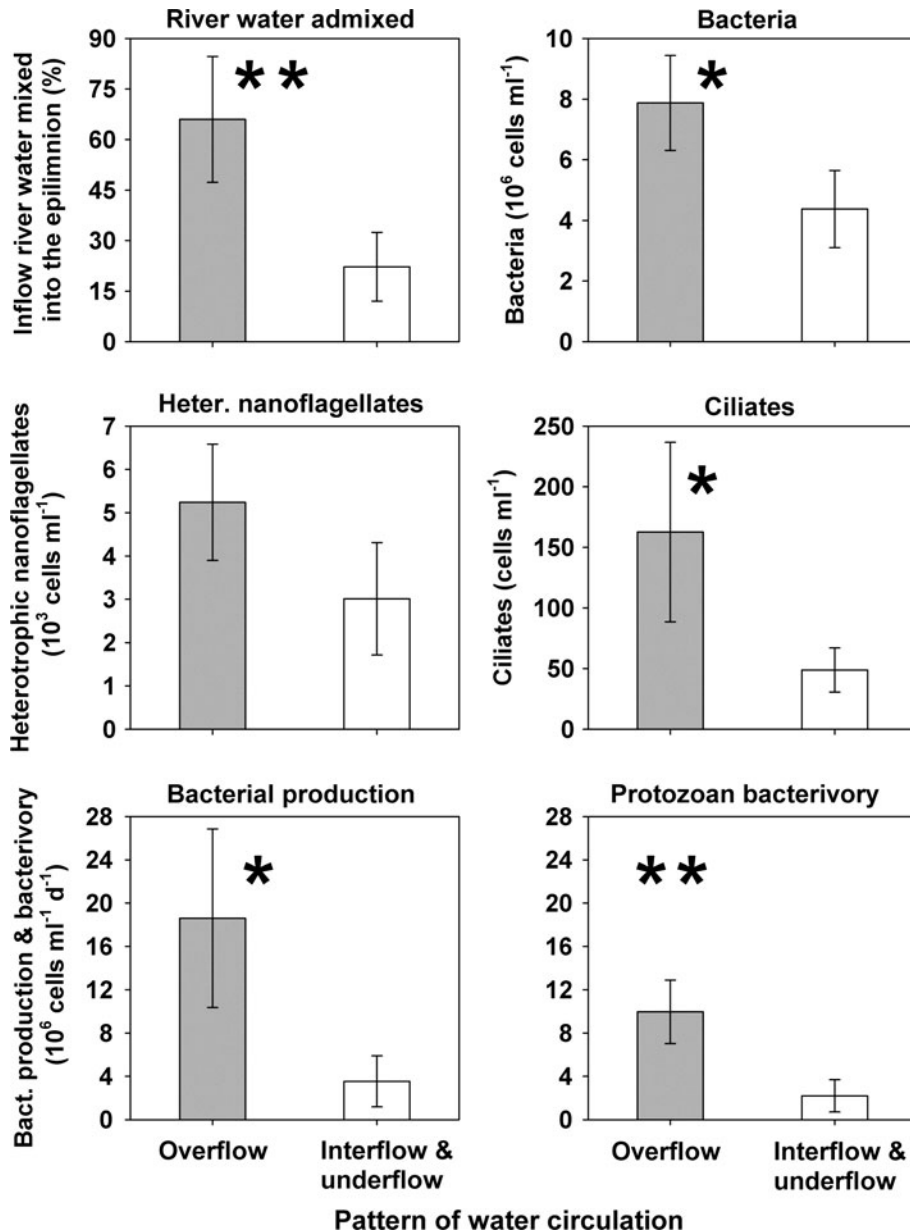 River water admixed
Inflow river water mixed
into the epilimnion (%)
90
75
60
45
30
15
0
**
Bacteria
Bacteria (10⁶ cells ml⁻¹)
10
8
6
4
2
0
*
Heter. nanoflagellates
Heterotrophic nanoflagellates
(10³ cells ml⁻¹)
7
6
5
4
3
2
1
0
Ciliates
Ciliates (cells ml⁻¹)
250
200
150
100
50
0
*
Bacterial production
Bact. production & bacterivory
(10⁶ cells ml⁻¹ d⁻¹)
28
24
20
16
12
8
4
0
*
Overflow
Interflow &
underflow
Protozoan bacterivory
28
24
20
16
12
8
4
0
**
Overflow
Interflow &
underflow
Pattern of water circulation